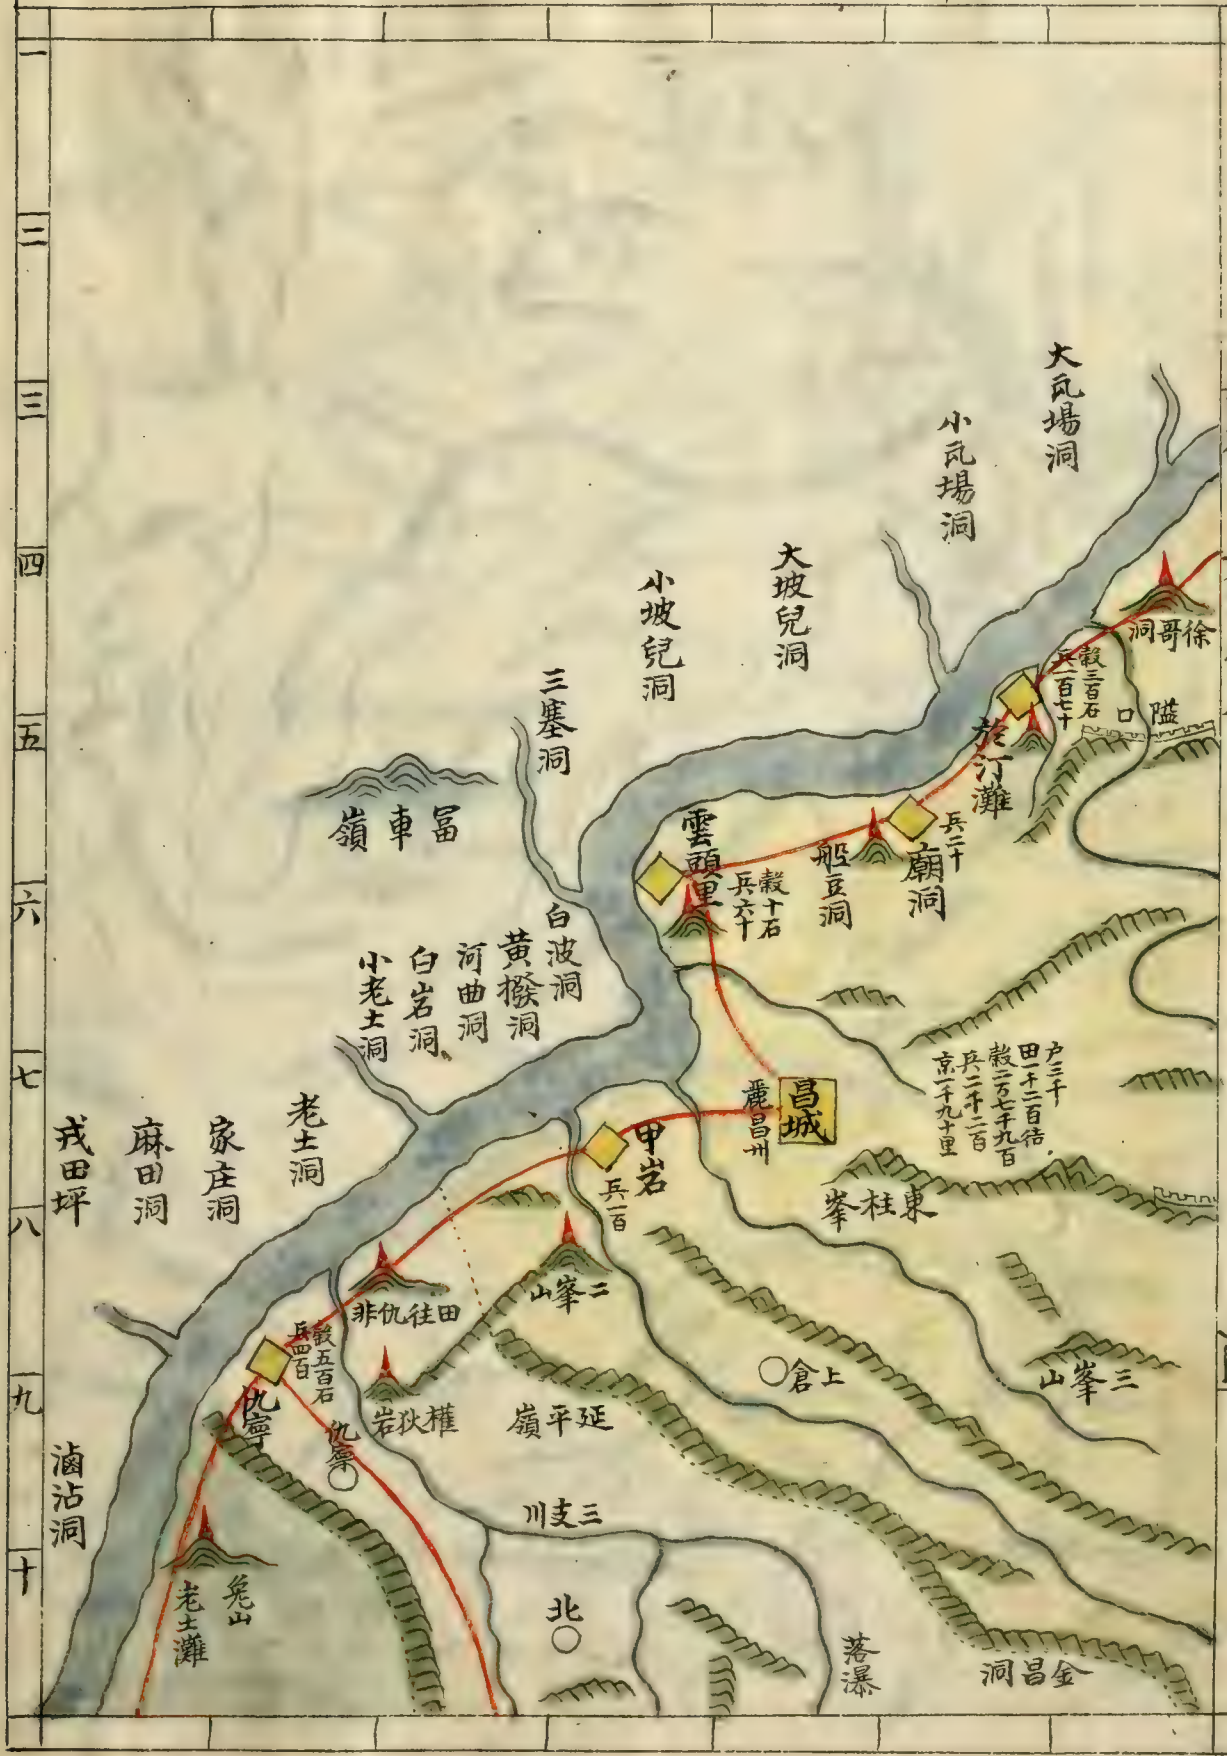 一
二
三
四
五
六
七
八
九
十
大瓦場洞
小瓦場洞
大坡兒洞
小坡兒洞
三塞洞
冨車嶺
白波洞
黃撥洞
河曲洞
白岩洞
小老土洞
老土洞
家庄洞
麻田洞
戎田坪
滷沾洞
徐哥洞
隘口
穀三百石
兵一百七十
於汀灘
兵二十
廟洞
船豆洞
雲頭里
穀十石
兵六十
戶三千
田一千二百结
穀二万七千九百
兵二千二百
京一千九十里
昌城
麗昌州
甲岩
兵一百
東柱峯
二峯山
田往仇非
穀五百石
兵四百
仇寧
仇寧
權狄岩
延平嶺
上倉
三峯山
三支川
北
兔山
老土灘
落瀑
金昌洞